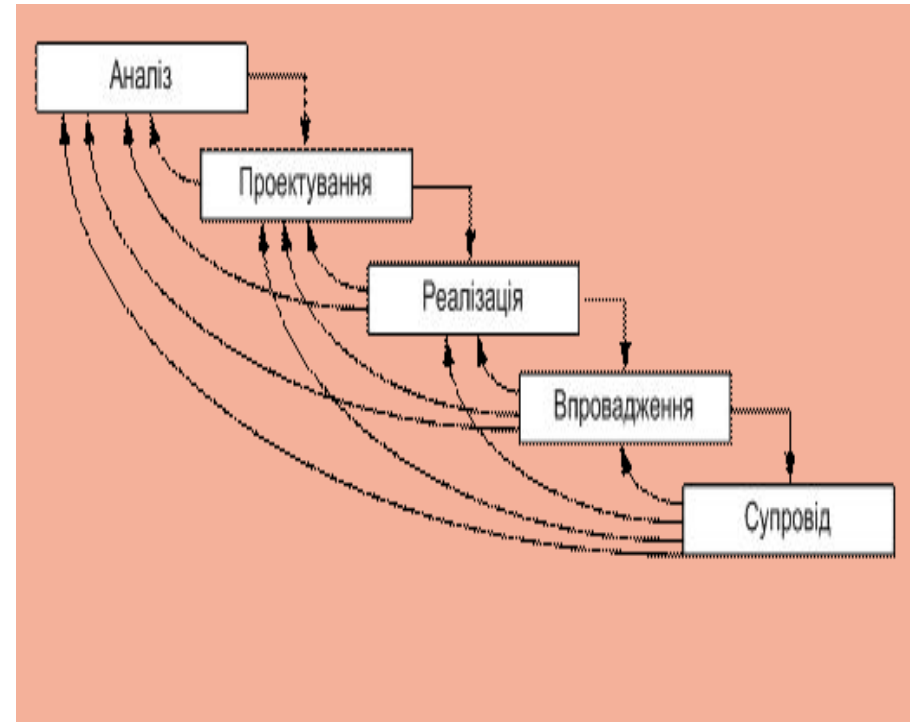 Аналіз
Проектування
Реалізація
Впровадження
Супровід